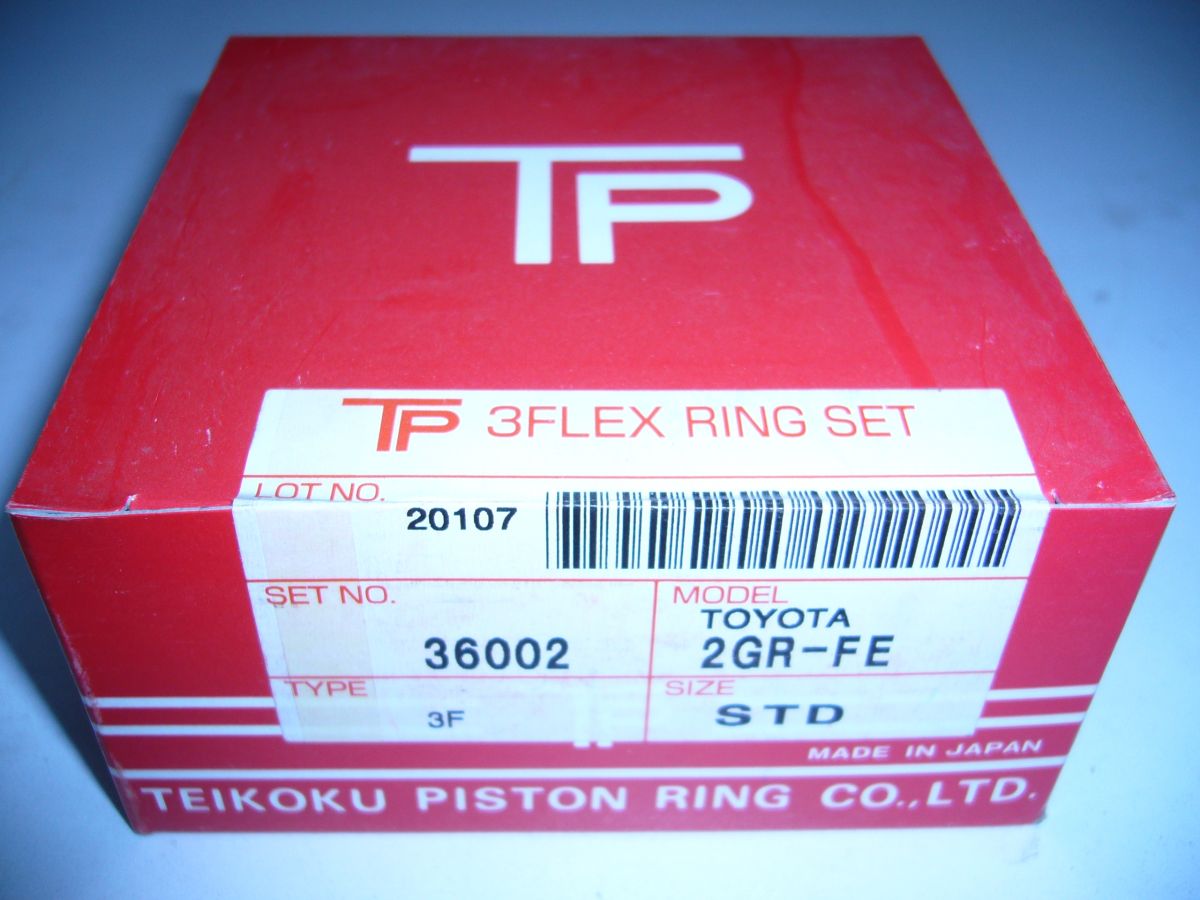 TP
TP 3FLEX RING SET
LOT NO.
20107
SET NO.
36002
MODEL
TOYOTA
2GR-FE
TYPE
3F
SIZE
STD
MADE IN JAPAN
TEIKOKU PISTON RING CO.,LTD.